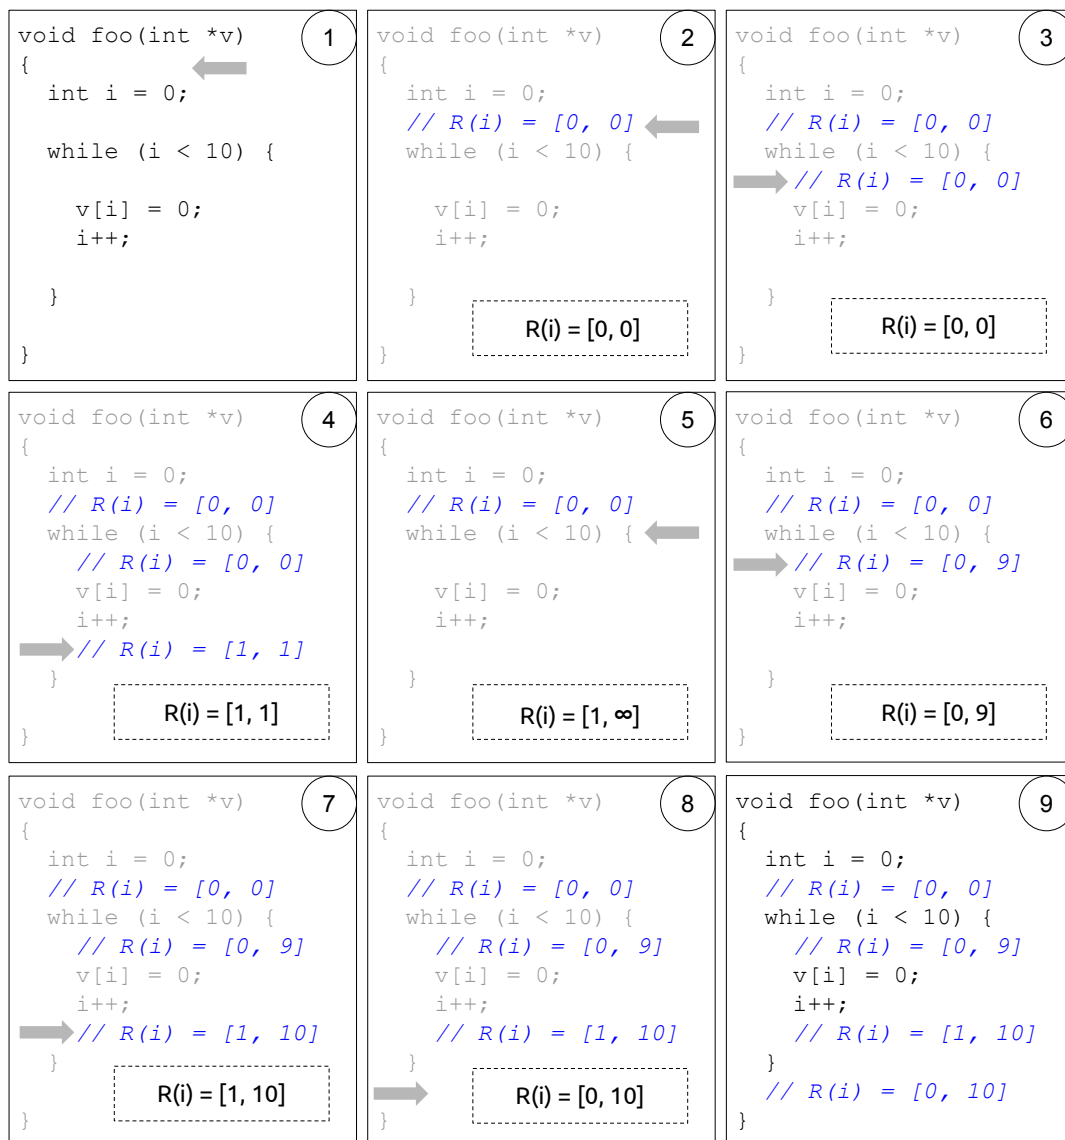 void foo(int *v)
1
{
int i = 0;
while (i < 10) {
v[i] = 0;
i++;
}
}
void foo(int *v)
2
{
int i = 0;
// R(i) = [0, 0]
while (i < 10) {
v[i] = 0;
i++;
}
R(i) = [0, 0]
}
void foo(int *v)
3
{
int i = 0;
// R(i) = [0, 0]
while (i < 10) {
// R(i) = [0, 0]
v[i] = 0;
i++;
}
R(i) = [0, 0]
}
void foo(int *v)
4
{
int i = 0;
// R(i) = [0, 0]
while (i < 10) {
// R(i) = [0, 0]
v[i] = 0;
i++;
// R(i) = [1, 1]
}
R(i) = [1, 1]
}
void foo(int *v)
5
{
int i = 0;
// R(i) = [0, 0]
while (i < 10) {
v[i] = 0;
i++;
}
R(i) = [1, ∞]
}
void foo(int *v)
6
{
int i = 0;
// R(i) = [0, 0]
while (i < 10) {
// R(i) = [0, 9]
v[i] = 0;
i++;
}
R(i) = [0, 9]
}
void foo(int *v)
7
{
int i = 0;
// R(i) = [0, 0]
while (i < 10) {
// R(i) = [0, 9]
v[i] = 0;
i++;
// R(i) = [1, 10]
}
R(i) = [1, 10]
}
void foo(int *v)
8
{
int i = 0;
// R(i) = [0, 0]
while (i < 10) {
// R(i) = [0, 9]
v[i] = 0;
i++;
// R(i) = [1, 10]
}
R(i) = [0, 10]
}
void foo(int *v)
9
{
int i = 0;
// R(i) = [0, 0]
while (i < 10) {
// R(i) = [0, 9]
v[i] = 0;
i++;
// R(i) = [1, 10]
}
// R(i) = [0, 10]
}